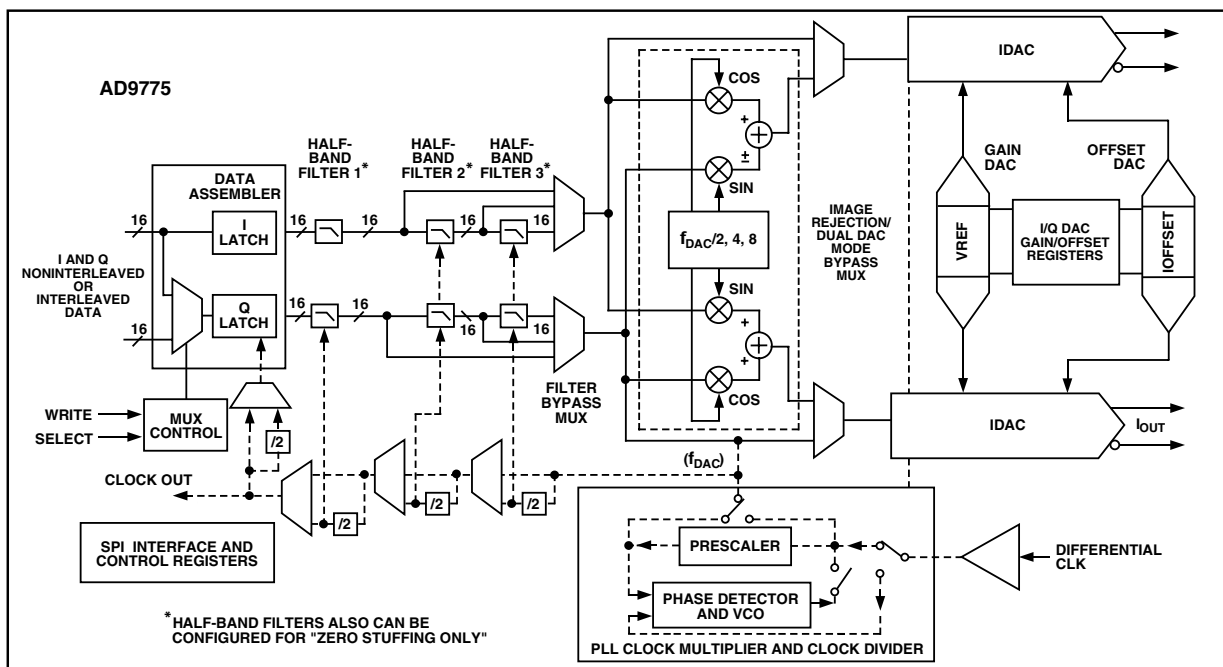 AD9775
IDAC
COS
HALF-
BAND
FILTER 1*
HALF-
BAND
FILTER 2*
HALF-
BAND
FILTER 3*
GAIN
DAC
OFFSET
DAC
DATA
ASSEMBLER
SIN
16
I
LATCH
16
16
16
16
fDAC/2, 4, 8
IMAGE
REJECTION/
DUAL DAC
MODE
BYPASS
MUX
VREF
I/Q DAC
GAIN/OFFSET
REGISTERS
IOFFSET
I AND Q
NONINTERLEAVED
OR
INTERLEAVED
DATA
SIN
16
Q
LATCH
16
16
16
16
COS
FILTER
BYPASS
MUX
WRITE
SELECT
MUX
CONTROL
/2
IDAC
IOUT
(fDAC)
CLOCK OUT
/2
/2
/2
SPI INTERFACE AND
CONTROL REGISTERS
PRESCALER
PHASE DETECTOR
AND VCO
DIFFERENTIAL
CLK
*HALF-BAND FILTERS ALSO CAN BE
CONFIGURED FOR "ZERO STUFFING ONLY"
PLL CLOCK MULTIPLIER AND CLOCK DIVIDER